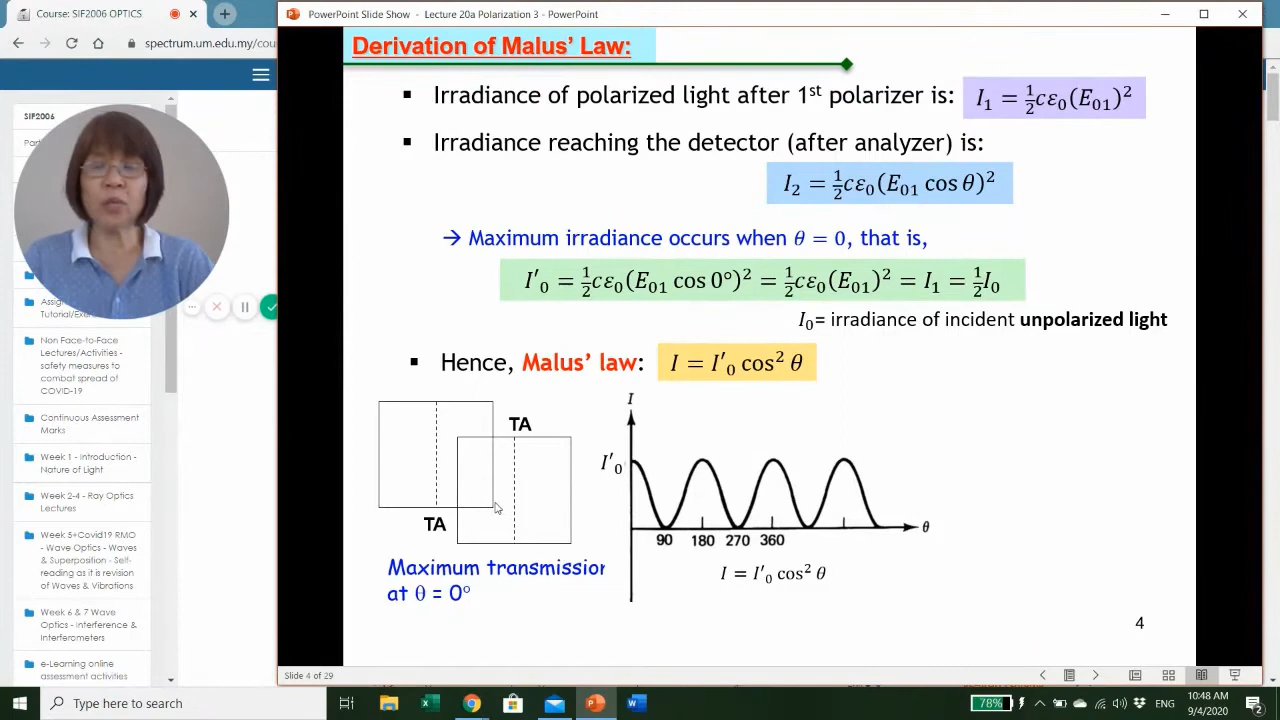 Course: SIF2006 OPTICS
PowerPoint Slide Show - Lecture 20a Polarization 3 - PowerPoint
spectrum.um.edu.my/cou
SIF2006
Part
Assig
Tutorial/Exer
Non Face-to-Face
Lectures/Activities -
safety measures to
combat spread of
COVID-19
Continuous Assessment
Marks
Week 1 - Introduction -
Nature of Light
Week 2-4 - Ray Optics
Lectures
Week 5+Covid19 RMO
- Wave Optics - Waves
& Superposition - Self-
reading as it is revision
of Waves & Vibrations
Week 6 & 7 Wave
Optics - Interference &
Interferometers
e-Learning online
assessment activities
Derivation of Malus' Law:
▪ Irradiance of polarized light after 1st polarizer is: I₁ = ½cε₀(E₀₁)²
▪ Irradiance reaching the detector (after analyzer) is:
I₂ = ½cε₀(E₀₁ cos θ)²
→ Maximum irradiance occurs when θ = 0, that is,
I′₀ = ½cε₀(E₀₁ cos 0°)² = ½cε₀(E₀₁)² = I₁ = ½I₀
I₀= irradiance of incident unpolarized light
▪ Hence, Malus' law: I = I′₀ cos² θ
TA
TA
Maximum transmission
at θ = 0°
I
I′₀
90 180 270 360
θ
I = I′₀ cos² θ
4
Slide 4 of 29
Type here to search
78%
ENG
10:48 AM
9/4/2020
2